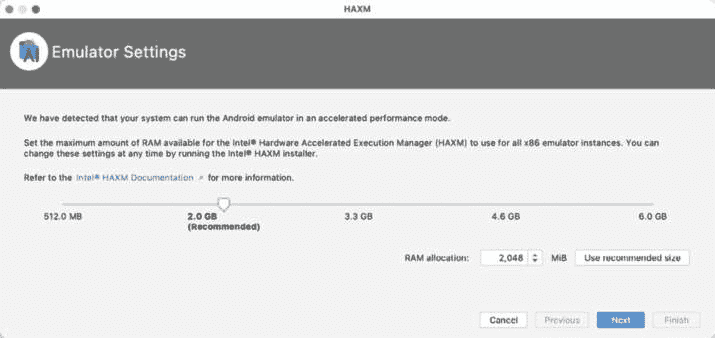 HAXM
Emulator Settings
We have detected that your system can run the Android emulator in an accelerated performance mode.
Set the maximum amount of RAM available for the Intel® Hardware Accelerated Execution Manager (HAXM) to use for all x86 emulator instances. You can
change these settings at any time by running the Intel® HAXM installer.
Refer to the Intel® HAXM Documentation ↗ for more information.
512.0 MB 2.0 GB 3.3 GB 4.6 GB 6.0 GB
(Recommended)
RAM allocation: 2,048 MiB Use recommended size
Cancel Previous Next Finish